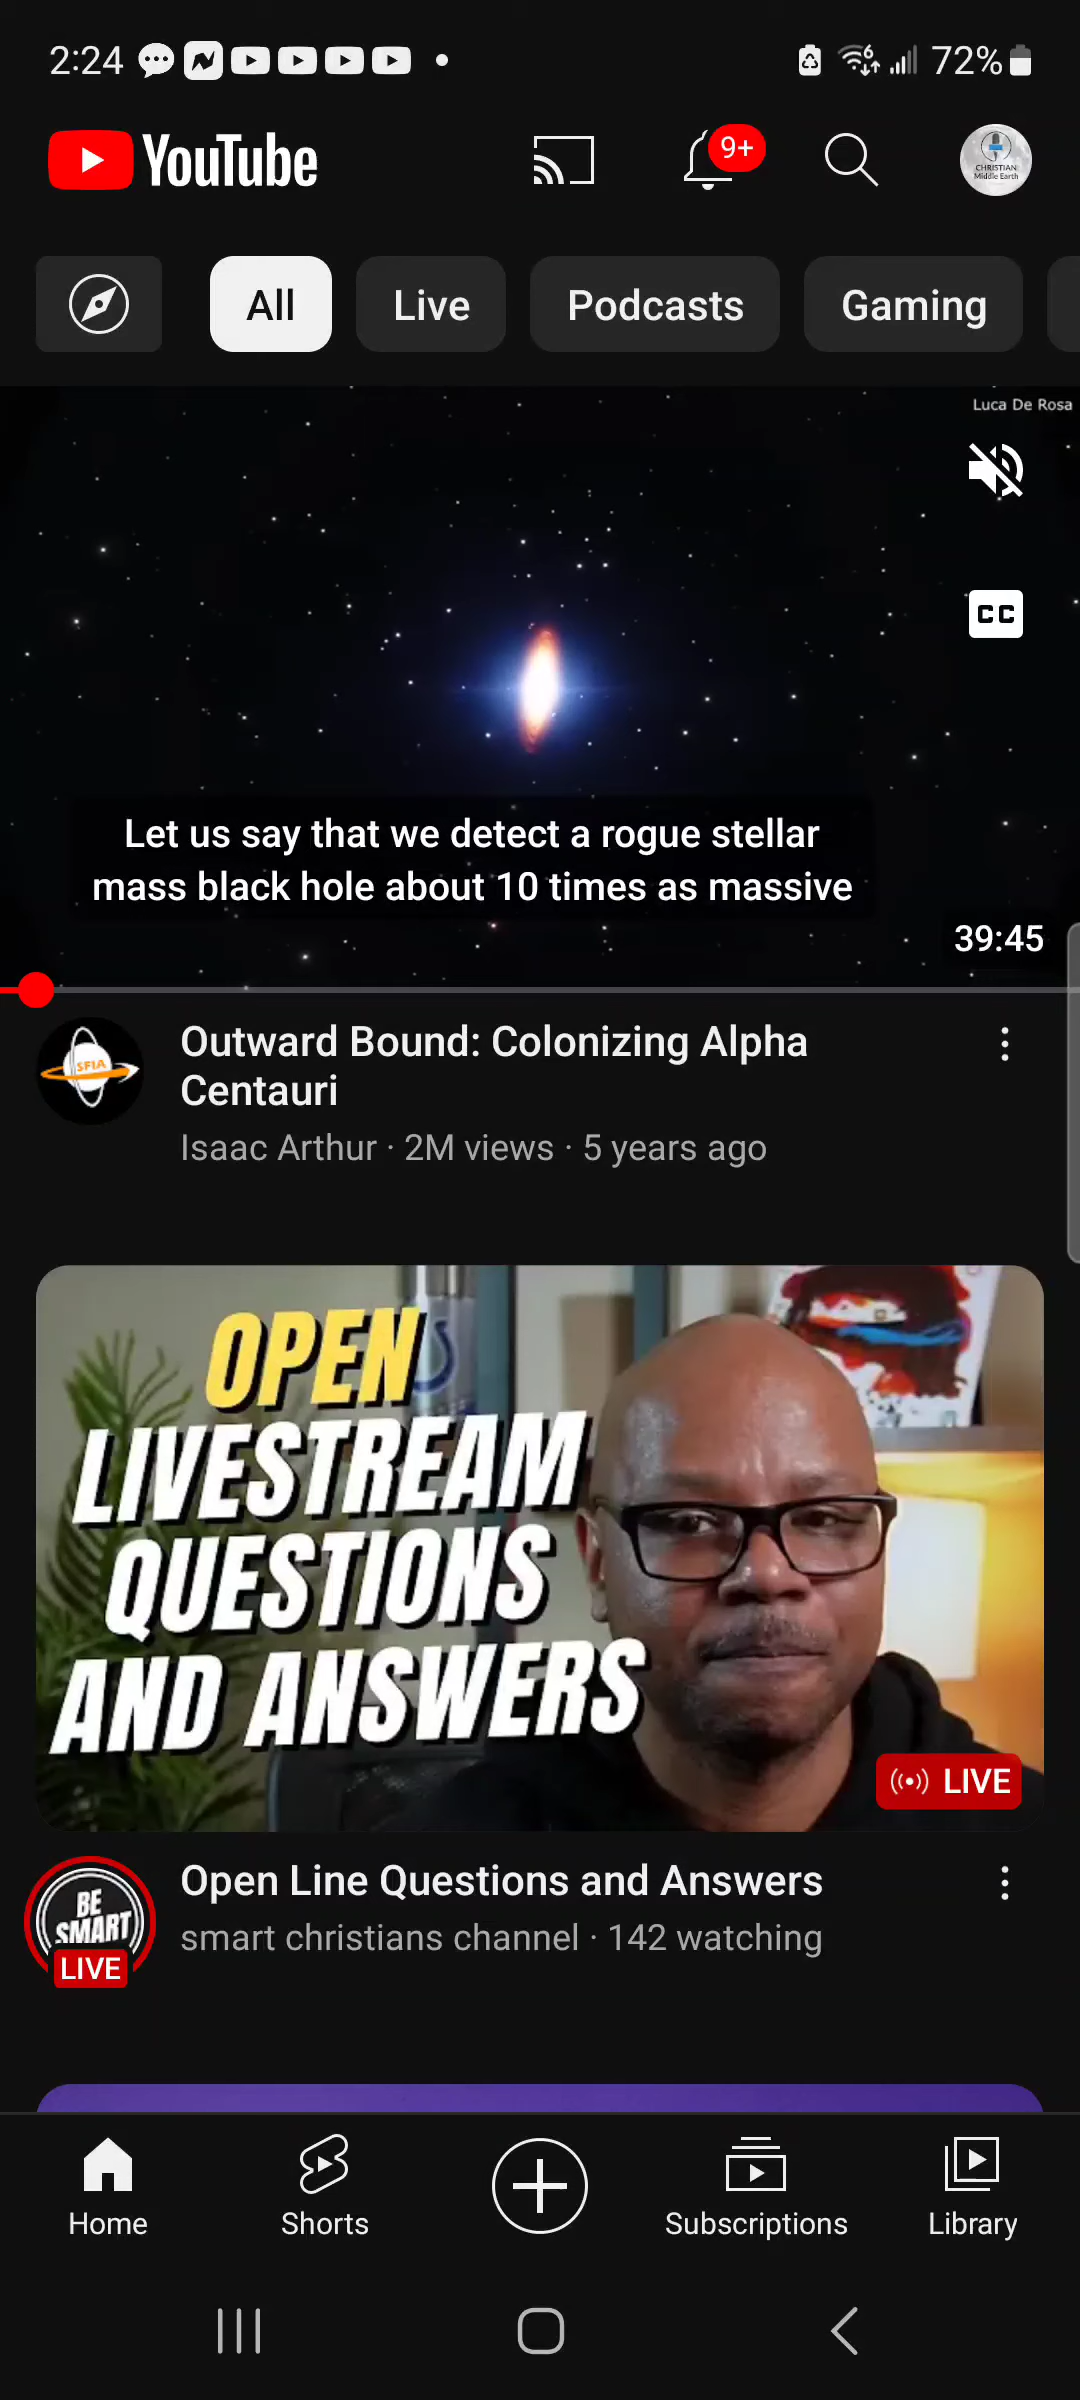 2:24
72%
YouTube
9+
CHRISTIAN
Middle Earth
All
Live
Podcasts
Gaming
Luca De Rosa
CC
Let us say that we detect a rogue stellar
mass black hole about 10 times as massive
39:45
SFIA
Outward Bound: Colonizing Alpha
Centauri
Isaac Arthur · 2M views · 5 years ago
OPEN
LIVESTREAM
QUESTIONS
AND ANSWERS
LIVE
BE
SMART
LIVE
Open Line Questions and Answers
smart christians channel · 142 watching
Home
Shorts
Subscriptions
Library